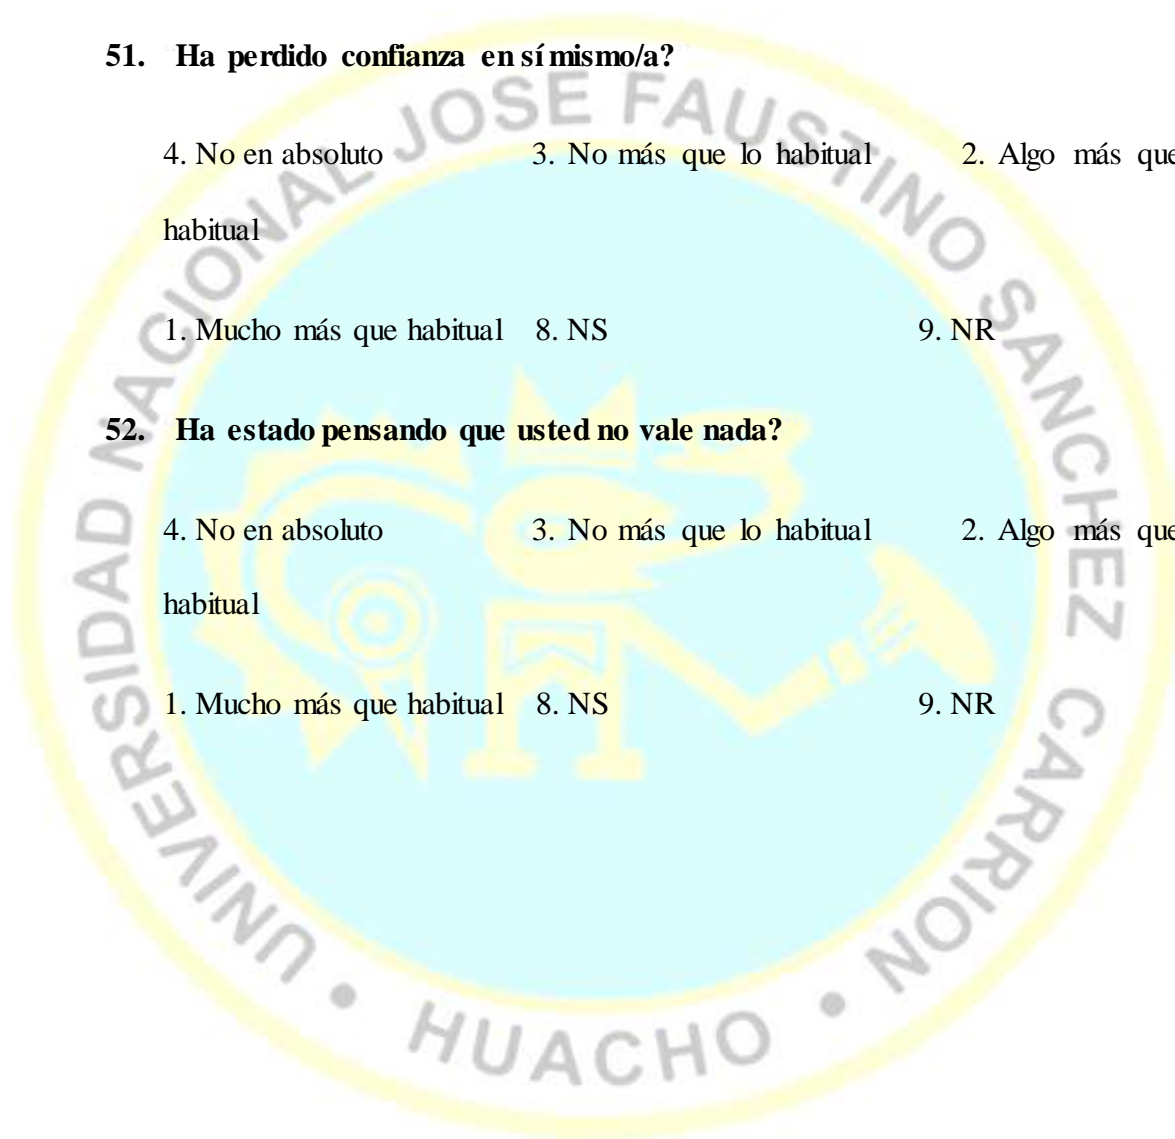 51. Ha perdido confianza en sí mismo/a?
4. No en absoluto 3. No más que lo habitual 2. Algo más que
habitual
1. Mucho más que habitual 8. NS 9. NR
52. Ha estado pensando que usted no vale nada?
4. No en absoluto 3. No más que lo habitual 2. Algo más que
habitual
1. Mucho más que habitual 8. NS 9. NR
UNIVERSIDAD NACIONAL JOSE FAUSTINO SANCHEZ CARRION • HUACHO •